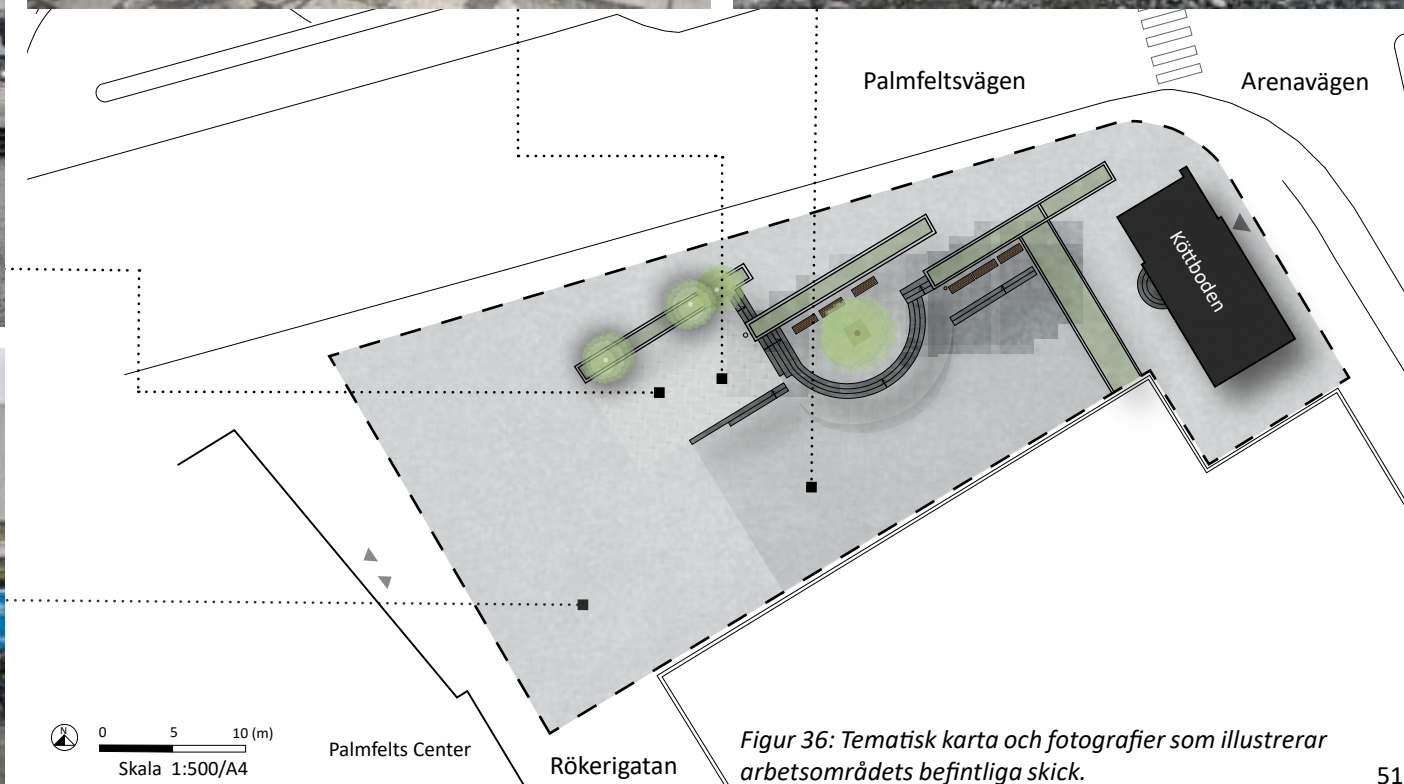 Palmfeltsvägen
Arenavägen
Köttboden
N
0 5 10 (m)
Skala 1:500/A4
Palmfelts Center
Rökerigatan
Figur 36: Tematisk karta och fotografier som illustrerar
arbetsområdets befintliga skick.
51